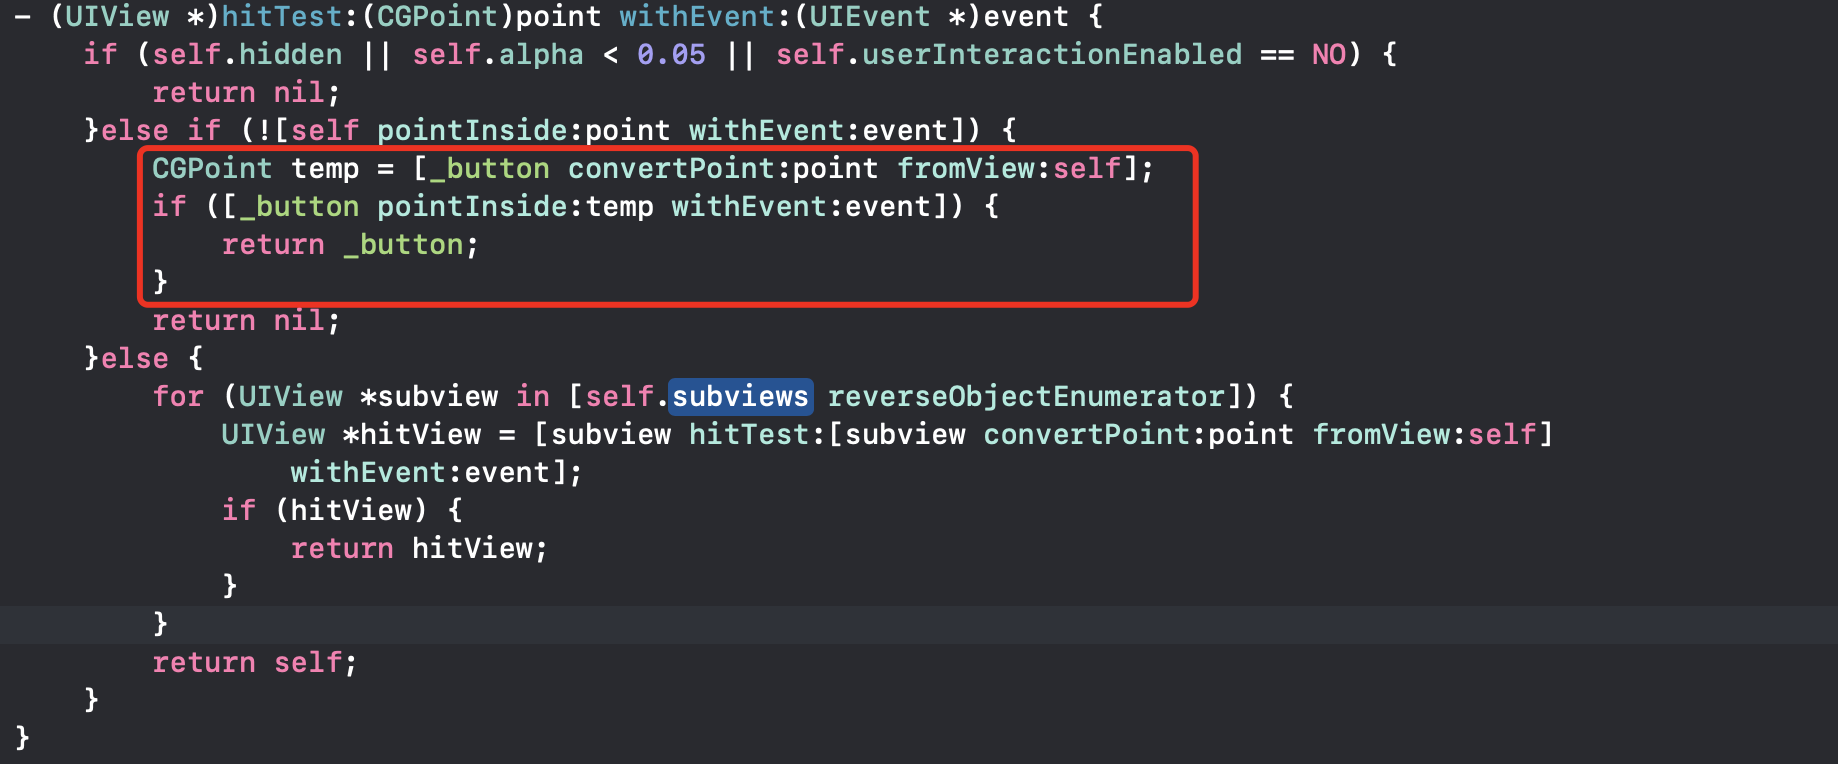 - (UIView *)hitTest:(CGPoint)point withEvent:(UIEvent *)event {
    if (self.hidden || self.alpha < 0.05 || self.userInteractionEnabled == NO) {
        return nil;
    }else if (![self pointInside:point withEvent:event]) {
        CGPoint temp = [_button convertPoint:point fromView:self];
        if ([_button pointInside:temp withEvent:event]) {
            return _button;
        }
        return nil;
    }else {
        for (UIView *subview in [self.subviews reverseObjectEnumerator]) {
            UIView *hitView = [subview hitTest:[subview convertPoint:point fromView:self]
                withEvent:event];
            if (hitView) {
                return hitView;
            }
        }
        return self;
    }
}